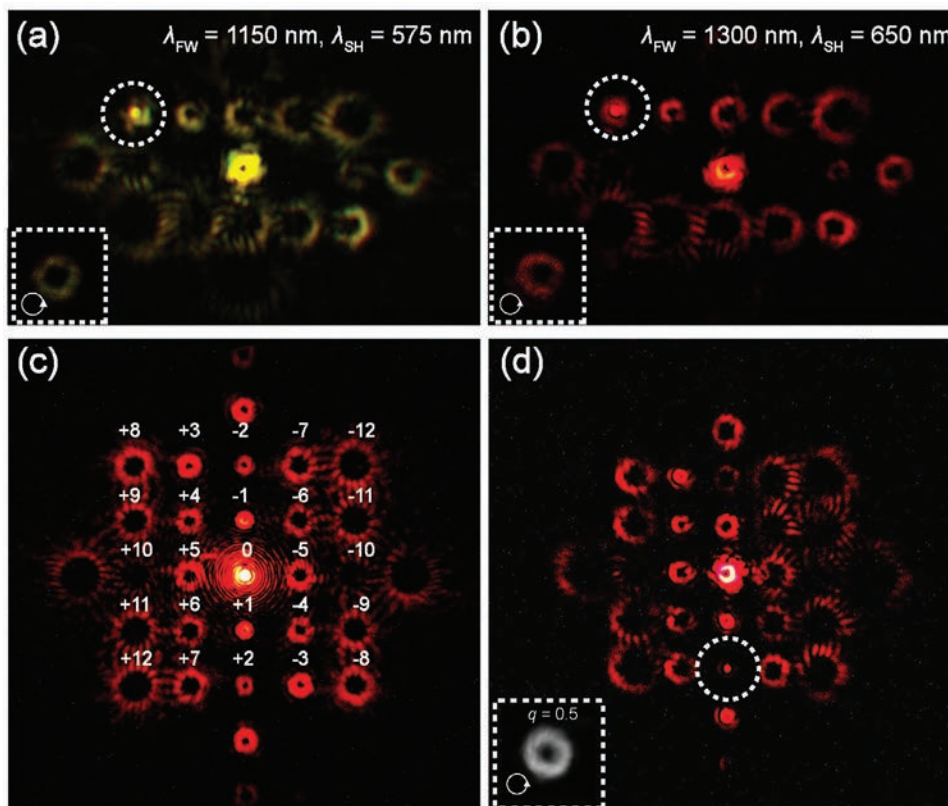 (a)
λFW = 1150 nm, λSH = 575 nm
(b)
λFW = 1300 nm, λSH = 650 nm
(c)
+8 +3 -2 -7 -12
+9 +4 -1 -6 -11
+10 +5 0 -5 -10
+11 +6 +1 -4 -9
+12 +7 +2 -3 -8
(d)
q = 0.5